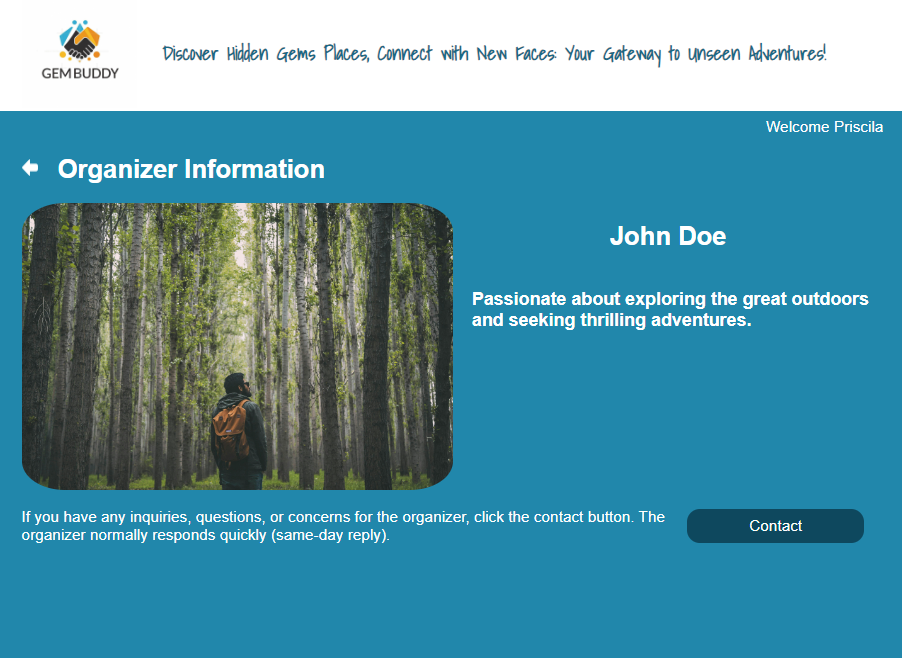 GEMBUDDY
Discover Hidden Gems Places, Connect with New Faces: Your Gateway to Unseen Adventures!
Welcome Priscila
Organizer Information
John Doe
Passionate about exploring the great outdoors
and seeking thrilling adventures.
If you have any inquiries, questions, or concerns for the organizer, click the contact button. The
organizer normally responds quickly (same-day reply).
Contact